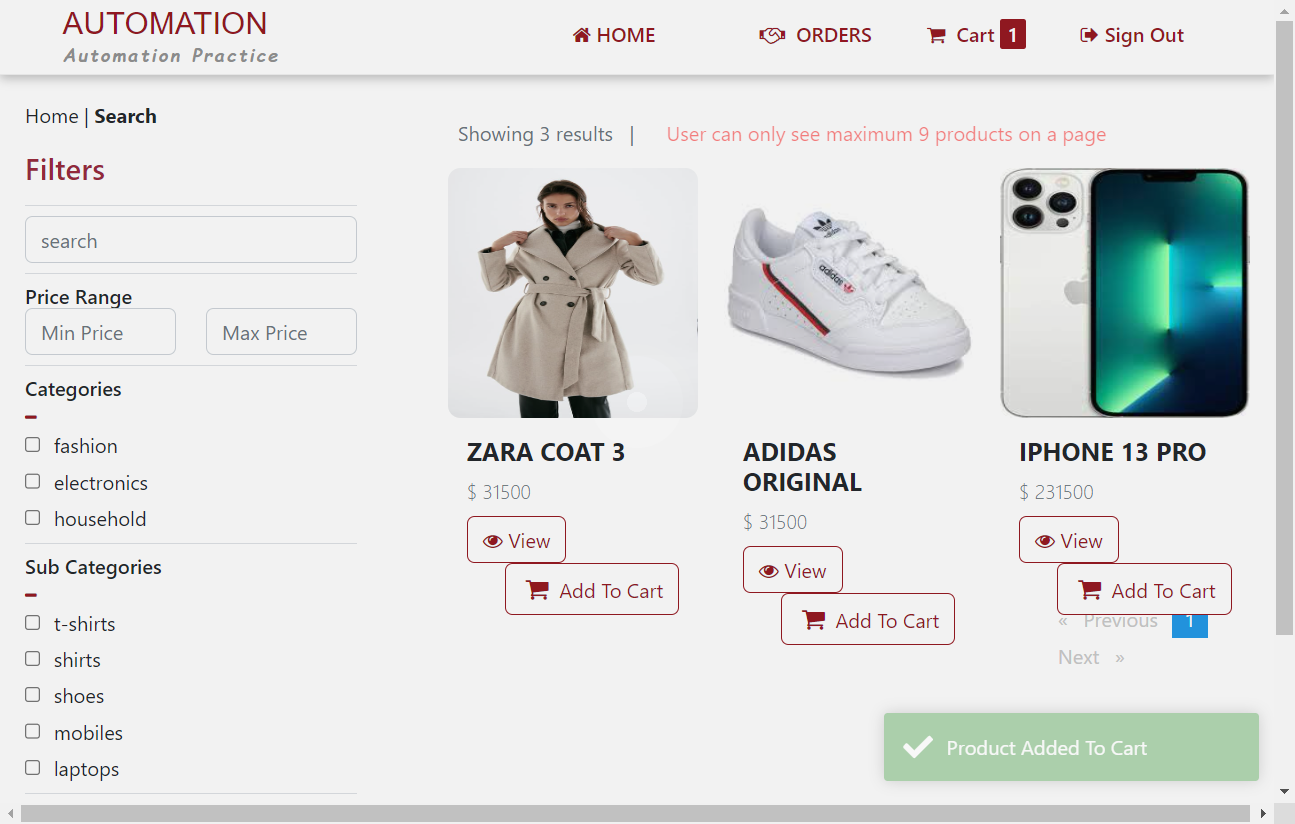 AUTOMATION
Automation Practice
HOME
ORDERS
Cart 1
Sign Out
Home | Search
Showing 3 results |
User can only see maximum 9 products on a page
Filters
search
Price Range
Min Price
Max Price
Categories
fashion
electronics
household
Sub Categories
t-shirts
shirts
shoes
mobiles
laptops
ZARA COAT 3
$ 31500
View
Add To Cart
adidas
adidas
ADIDAS
ORIGINAL
$ 31500
View
Add To Cart
IPHONE 13 PRO
$ 231500
View
Add To Cart
« Previous 1
Next »
Product Added To Cart